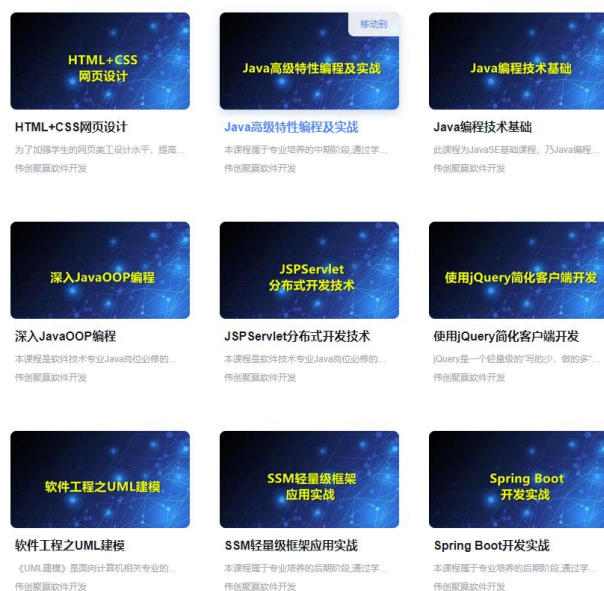 移动到
HTML+CSS
网页设计
Java高级特性编程及实战
Java编程技术基础
HTML+CSS网页设计
Java高级特性编程及实战
Java编程技术基础
为了加强学生的网页美工设计水平，提高...
本课程属于专业培养的中期阶段,通过学...
此课程为JavaSE基础课程，乃Java编程...
伟创聚赢软件开发
伟创聚赢软件开发
伟创聚赢软件开发
深入JavaOOP编程
JSPServlet
分布式开发技术
使用jQuery简化客户端开发
深入JavaOOP编程
JSPServlet分布式开发技术
使用jQuery简化客户端开发
本课程是软件技术专业Java岗位必修的...
本课程是软件技术专业Java岗位必修的...
jQuery是一个轻量级的"写的少，做的多"...
伟创聚赢软件开发
伟创聚赢软件开发
伟创聚赢软件开发
软件工程之UML建模
SSM轻量级框架
应用实战
Spring Boot
开发实战
软件工程之UML建模
SSM轻量级框架应用实战
Spring Boot开发实战
《UML建模》是面向计算机相关专业的...
本课程属于专业培养的后期阶段,通过学...
本课程属于专业培养的后期阶段,通过学...
伟创聚赢软件开发
伟创聚赢软件开发
伟创聚赢软件开发